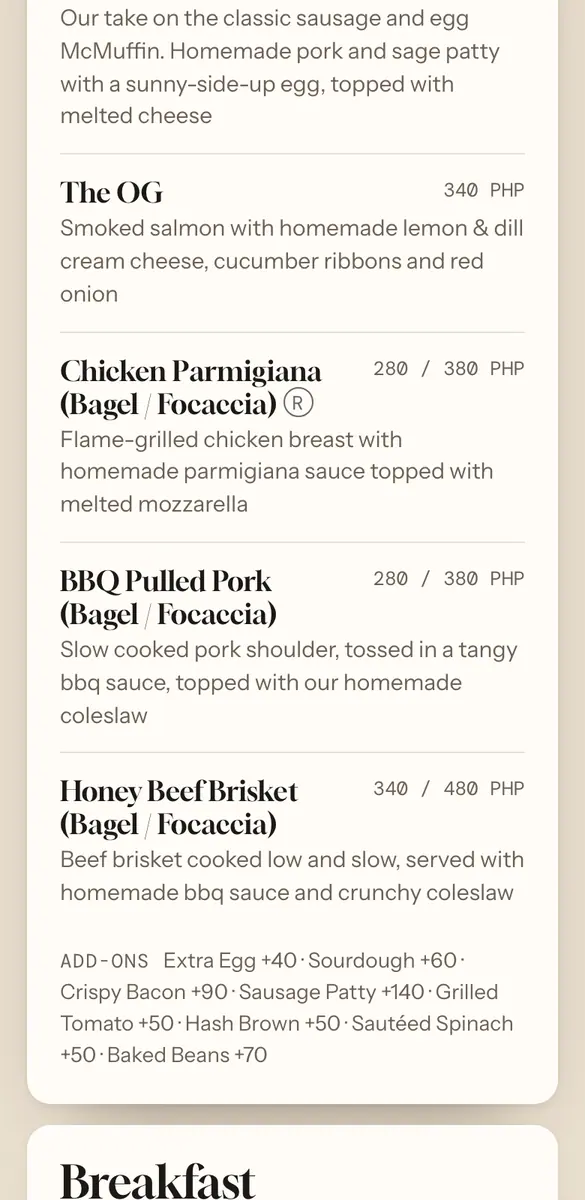 Our take on the classic sausage and egg
McMuffin. Homemade pork and sage patty
with a sunny-side-up egg, topped with
melted cheese
The OG 340 PHP
Smoked salmon with homemade lemon & dill
cream cheese, cucumber ribbons and red
onion
Chicken Parmigiana 280 / 380 PHP
(Bagel / Focaccia) Ⓡ
Flame-grilled chicken breast with
homemade parmigiana sauce topped with
melted mozzarella
BBQ Pulled Pork 280 / 380 PHP
(Bagel / Focaccia)
Slow cooked pork shoulder, tossed in a tangy
bbq sauce, topped with our homemade
coleslaw
Honey Beef Brisket 340 / 480 PHP
(Bagel / Focaccia)
Beef brisket cooked low and slow, served with
homemade bbq sauce and crunchy coleslaw
ADD-ONS Extra Egg +40 · Sourdough +60 ·
Crispy Bacon +90 · Sausage Patty +140 · Grilled
Tomato +50 · Hash Brown +50 · Sautéed Spinach
+50 · Baked Beans +70
Breakfast